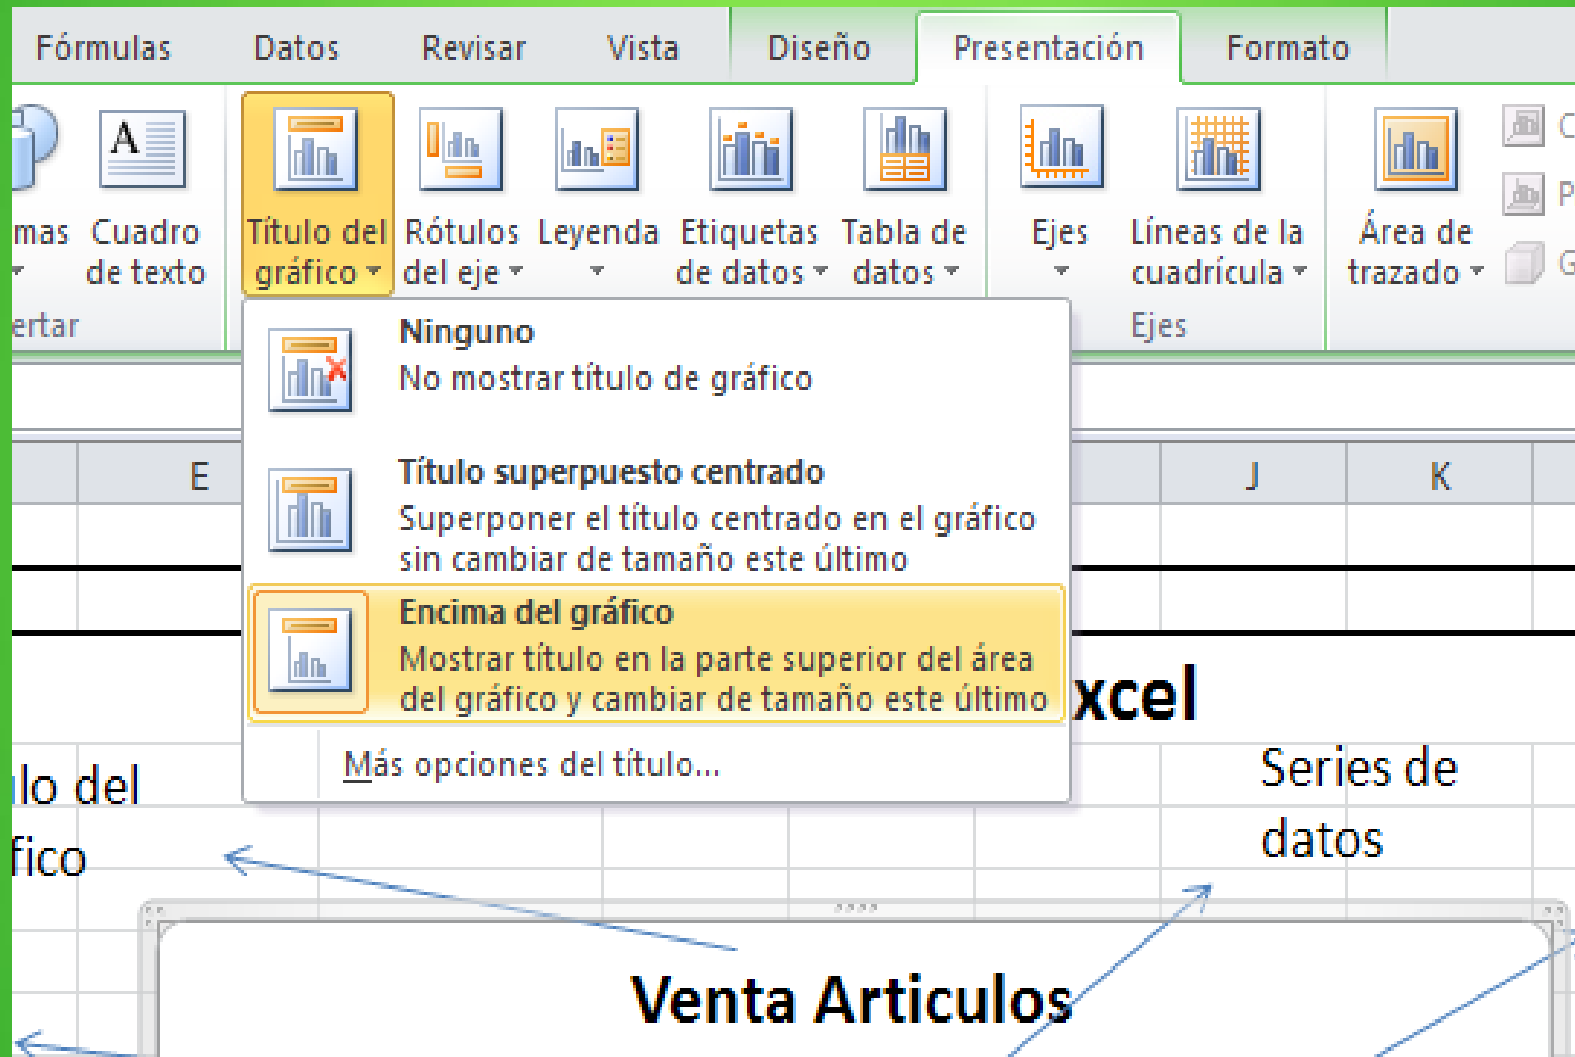 Fórmulas Datos Revisar Vista Diseño Presentación Formato
A
mas Cuadro Título del Rótulos Leyenda Etiquetas Tabla de Ejes Líneas de la Área de
de texto gráfico del eje de datos datos cuadrícula trazado
ertar Ejes
C
P
G
Ninguno
No mostrar título de gráfico
Título superpuesto centrado
Superponer el título centrado en el gráfico
sin cambiar de tamaño este último
Encima del gráfico
Mostrar título en la parte superior del área
del gráfico y cambiar de tamaño este último
Más opciones del título...
E J K
xcel
lo del
fico
Series de
datos
Venta Articulos